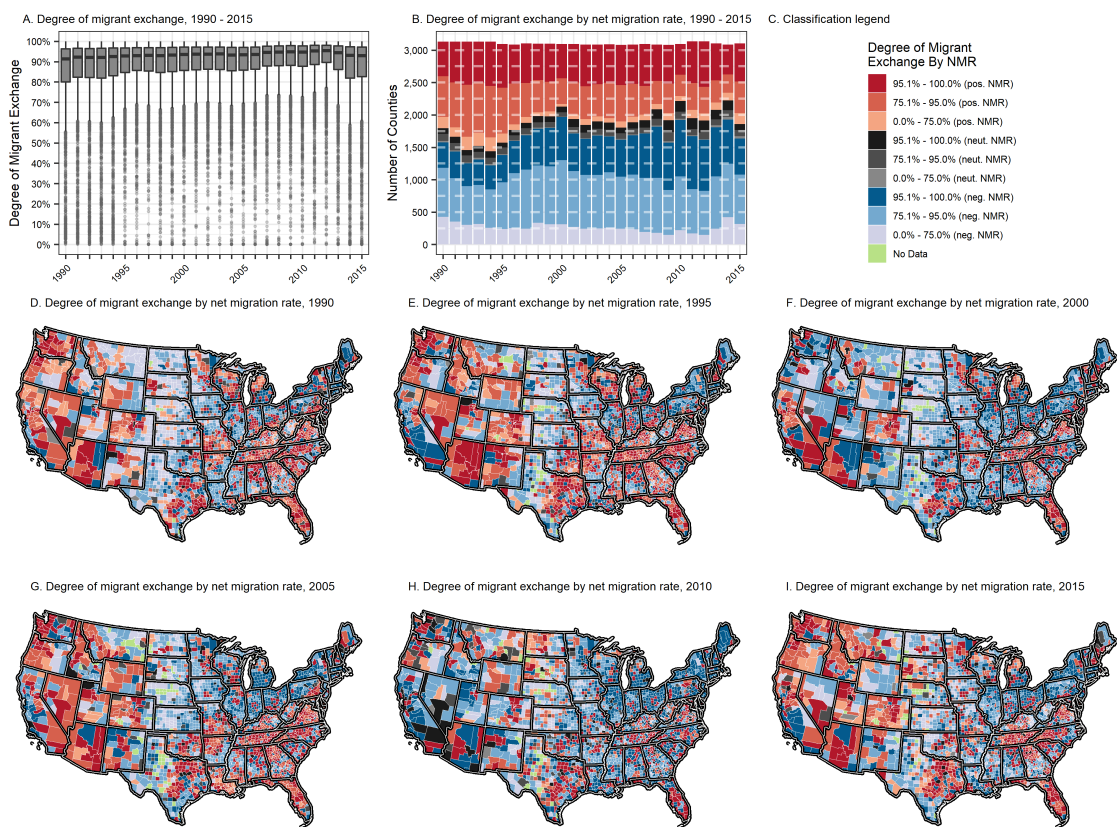 A. Degree of migrant exchange, 1990 - 2015
B. Degree of migrant exchange by net migration rate, 1990 - 2015
C. Classification legend
Degree of Migrant Exchange
100%
90%
80%
70%
60%
50%
40%
30%
20%
10%
0%
1990
1995
2000
2005
2010
2015
Number of Counties
3,000
2,500
2,000
1,500
1,000
500
0
1990
1995
2000
2005
2010
2015
Degree of Migrant
Exchange By NMR
95.1% - 100.0% (pos. NMR)
75.1% - 95.0% (pos. NMR)
0.0% - 75.0% (pos. NMR)
95.1% - 100.0% (neut. NMR)
75.1% - 95.0% (neut. NMR)
0.0% - 75.0% (neut. NMR)
95.1% - 100.0% (neg. NMR)
75.1% - 95.0% (neg. NMR)
0.0% - 75.0% (neg. NMR)
No Data
D. Degree of migrant exchange by net migration rate, 1990
E. Degree of migrant exchange by net migration rate, 1995
F. Degree of migrant exchange by net migration rate, 2000
G. Degree of migrant exchange by net migration rate, 2005
H. Degree of migrant exchange by net migration rate, 2010
I. Degree of migrant exchange by net migration rate, 2015